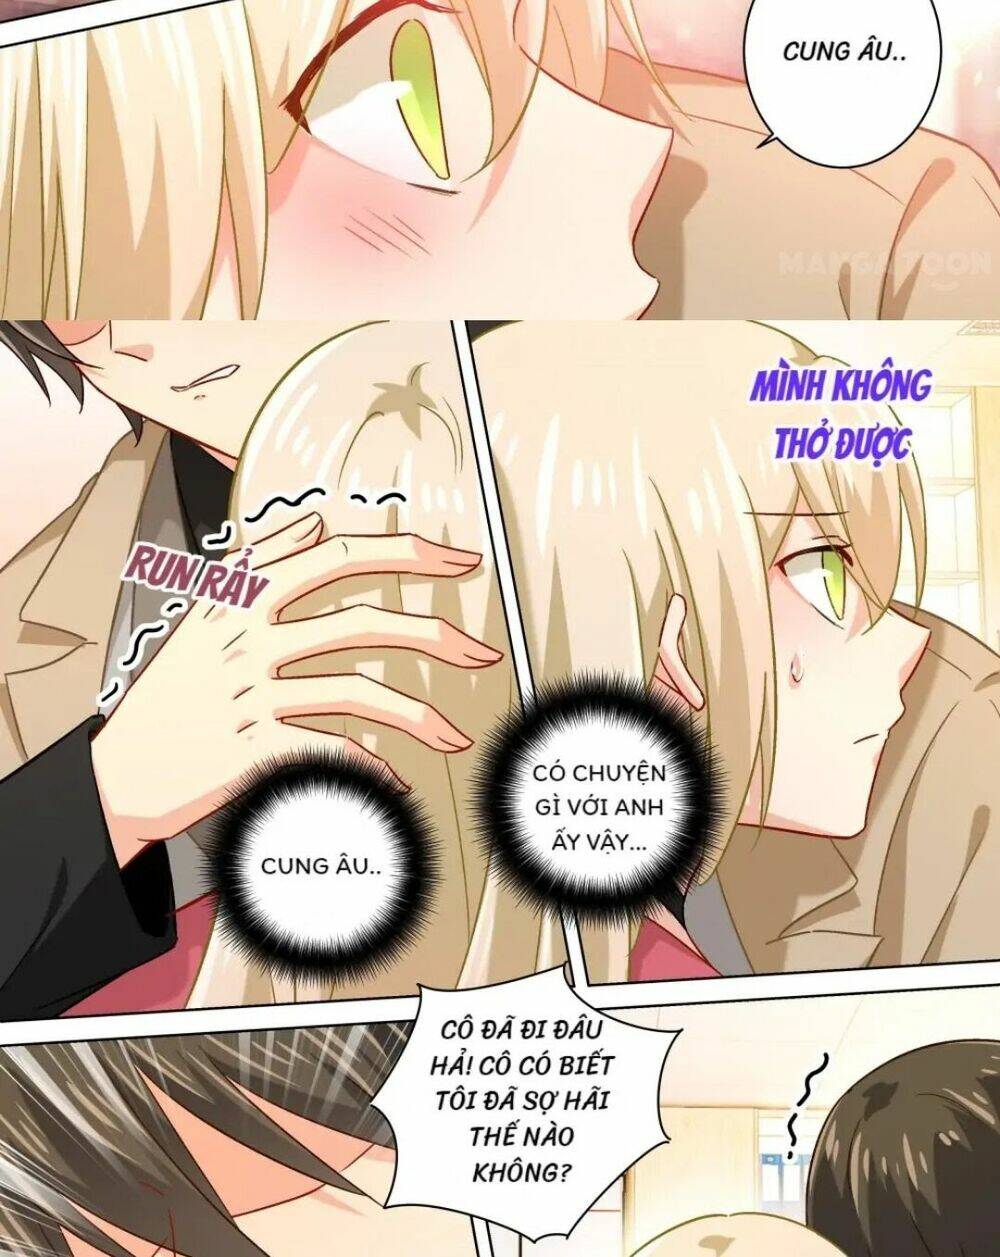 CUNG ÂU..
MANGATOON
MÌNH KHÔNG
THỞ ĐƯỢC
RUN RẨY
CÓ CHUYỆN
GÌ VỚI ANH
ẤY VẬY...
CUNG ÂU..
CÔ ĐÃ ĐI ĐÂU
HẢ! CÔ CÓ BIẾT
TÔI ĐÃ SỢ HÃI
THẾ NÀO
KHÔNG?